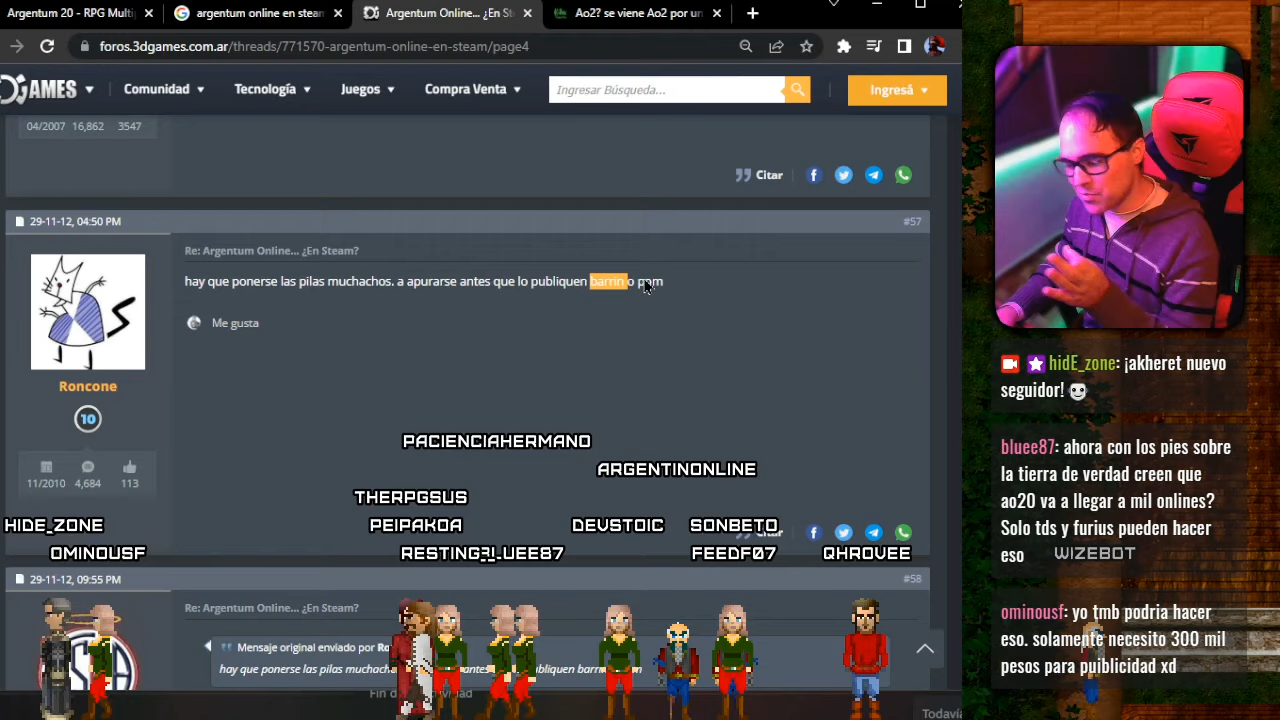 Argentum 20 - RPG Multi
argentum online en steam
Argentum Online... ¿En St
Ao2? se viene Ao2 por un
foros.3dgames.com.ar/threads/771570-argentum-online-en-steam/page4
GAMES
Comunidad
Tecnología
Juegos
Compra Venta
Ingresar Búsqueda...
Ingresá
04/2007 16,862 3547
Citar
29-11-12, 04:50 PM
#57
Re: Argentum Online... ¿En Steam?
hay que ponerse las pilas muchachos. a apurarse antes que lo publiquen barrin o
Me gusta
Roncone
10
11/2010 4,684 113
PACIENCIAHERMANO
ARGENTINONLINE
THERPGSUS
HIDE_ZONE
PEIPAKOA
DEVSTOIC
SONBETO
OMINOUSF
FEEDF07
QHROVEE
29-11-12, 09:55 PM
#58
Re: Argentum Online... ¿En Steam?
Mensaje original enviado por Ro
hay que ponerse las pilas muchach
hidE_zone: ¡akheret nuevo
seguidor!
bluee87: ahora con los pies sobre
la tierra de verdad creen que
ao20 va a llegar a mil onlines?
Solo tds y furius pueden hacer
eso
WIZEBOT
ominousf: yo tmb podria hacer
eso. solamente necesito 300 mil
pesos para puiblicidad xd